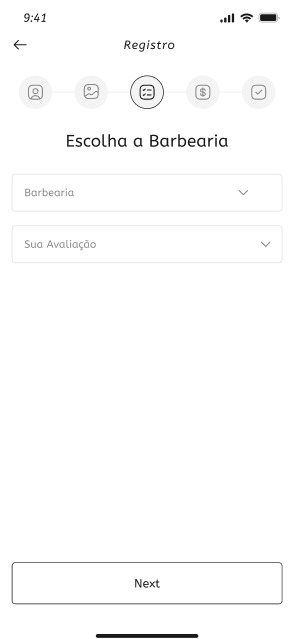 9:41
Registro
Escolha a Barbearia
Barbearia
Sua Avaliação
Next